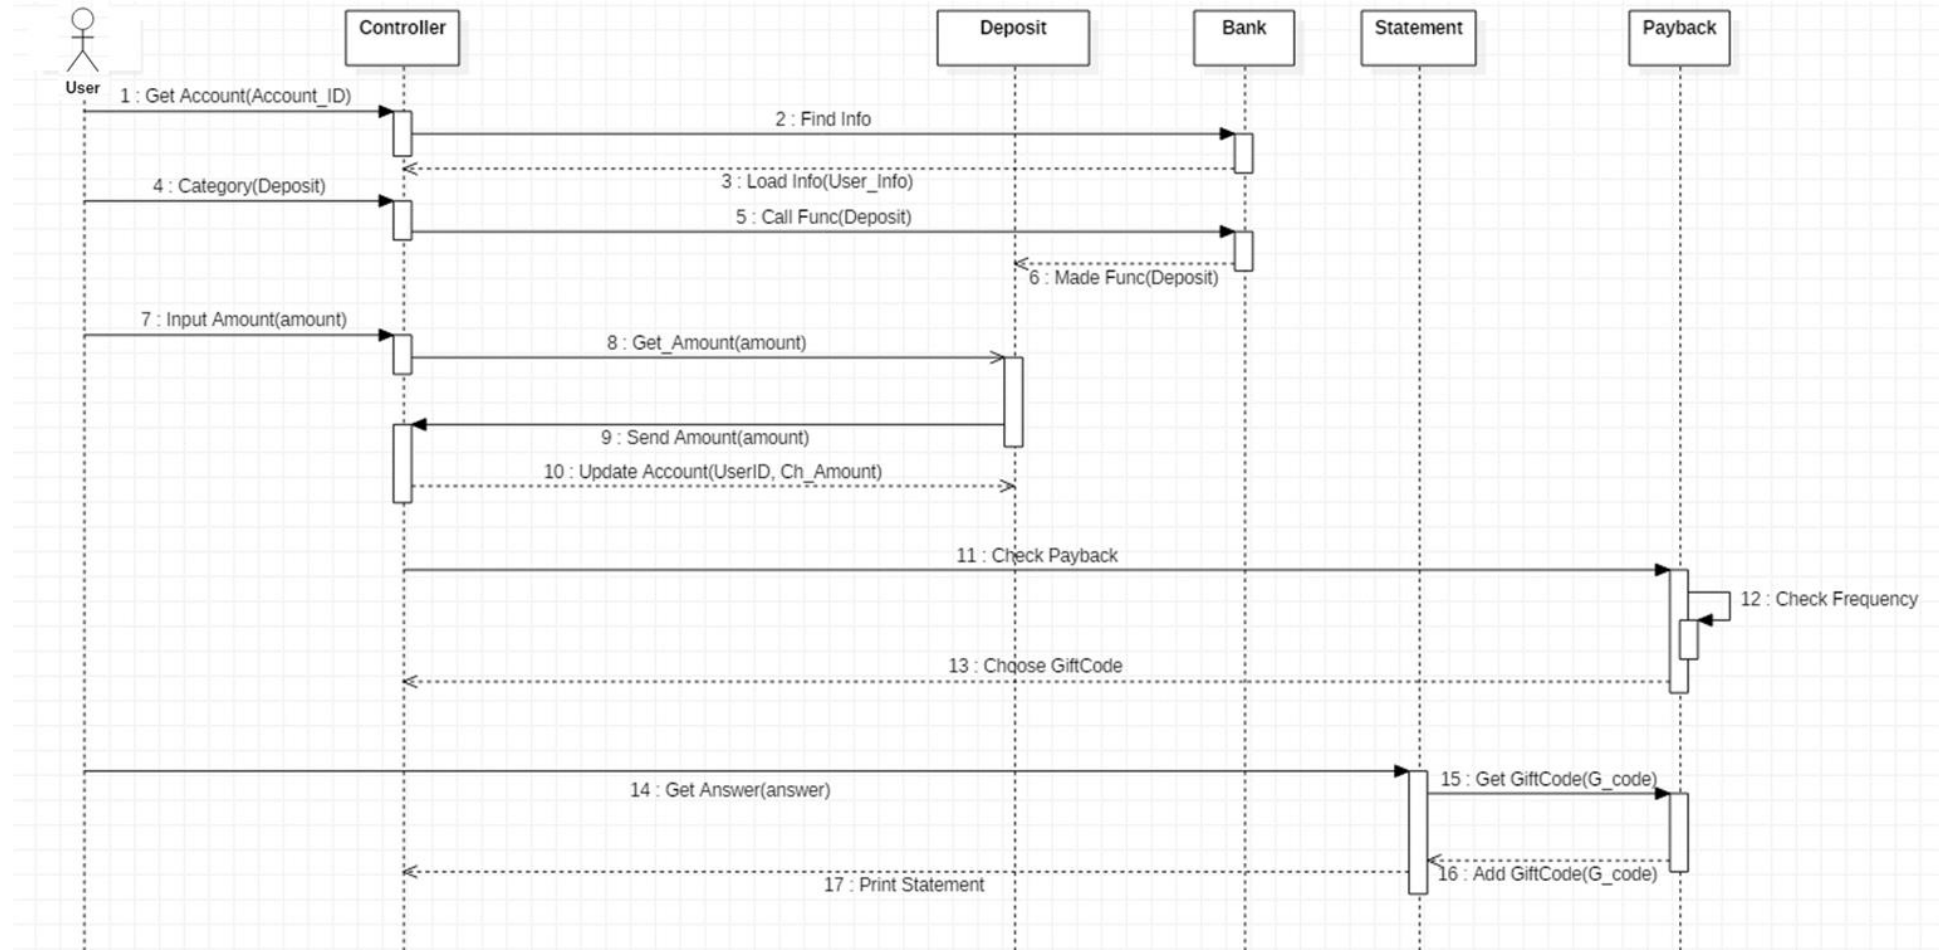 Controller
Deposit
Bank
Statement
Payback
User
1 : Get Account(Account_ID)
2 : Find Info
3 : Load Info(User_Info)
4 : Category(Deposit)
5 : Call Func(Deposit)
6 : Made Func(Deposit)
7 : Input Amount(amount)
8 : Get_Amount(amount)
9 : Send Amount(amount)
10 : Update Account(UserID, Ch_Amount)
11 : Check Payback
12 : Check Frequency
13 : Choose GiftCode
14 : Get Answer(answer)
15 : Get GiftCode(G_code)
16 : Add GiftCode(G_code)
17 : Print Statement